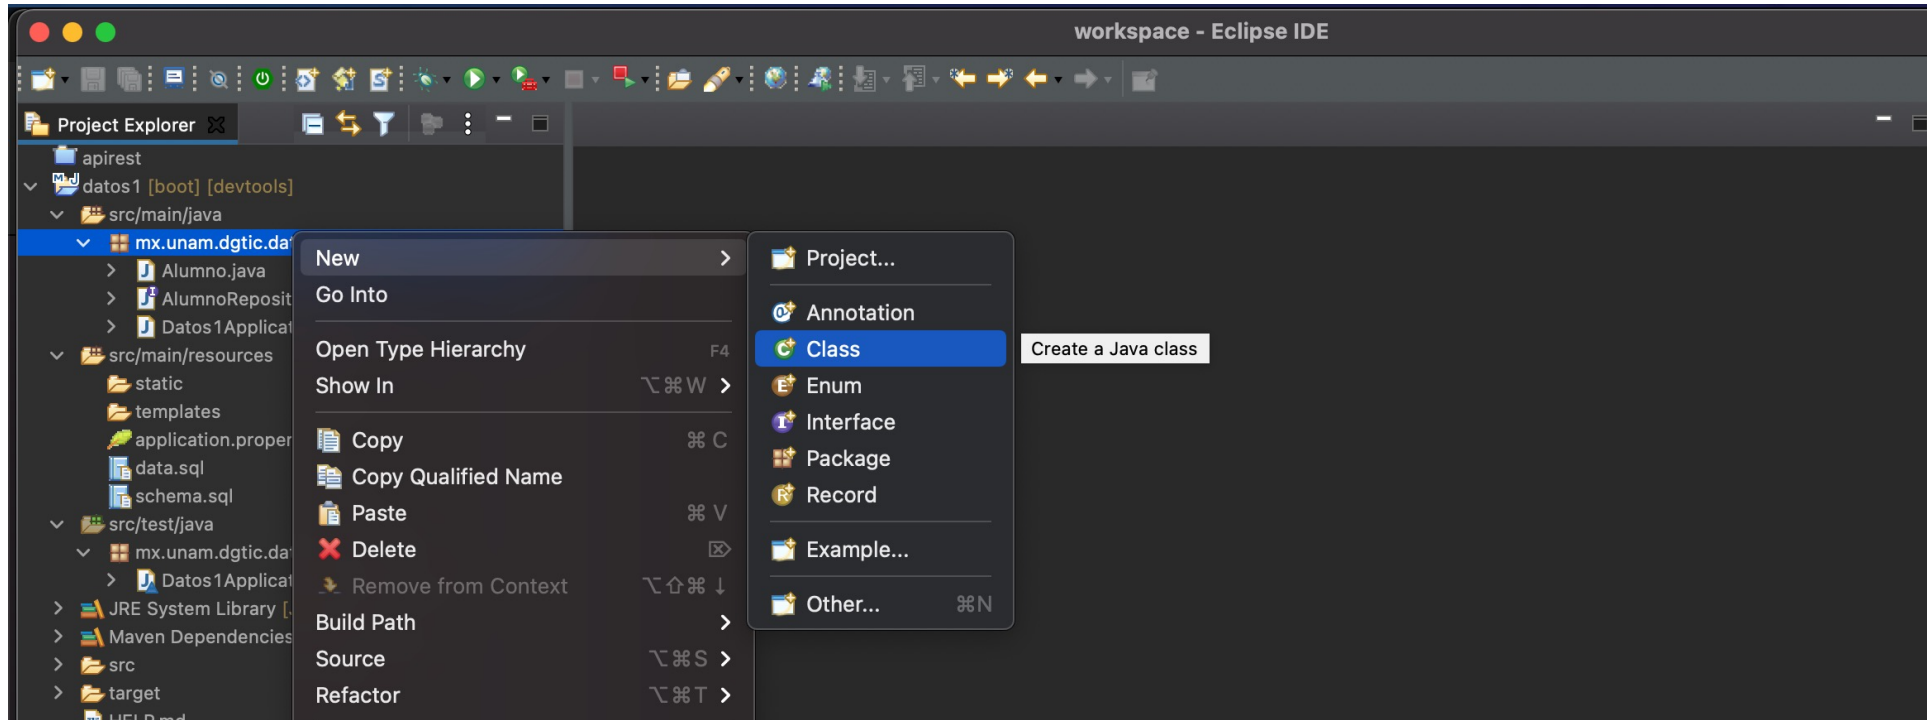 workspace - Eclipse IDE
Project Explorer
apirest
datos1 [boot] [devtools]
src/main/java
mx.unam.dgtic.da
Alumno.java
AlumnoReposit
Datos1Applicat
src/main/resources
static
templates
application.proper
data.sql
schema.sql
src/test/java
mx.unam.dgtic.da
Datos1Applicat
JRE System Library [.
Maven Dependencies
src
target
HELP.md
New
Go Into
Open Type Hierarchy F4
Show In ⌥⌘W
Copy ⌘C
Copy Qualified Name
Paste ⌘V
Delete ⌦
Remove from Context ⌥⇧⌘↓
Build Path
Source ⌥⌘S
Refactor ⌥⌘T
Project...
Annotation
Class
Enum
Interface
Package
Record
Example...
Other... ⌘N
Create a Java class